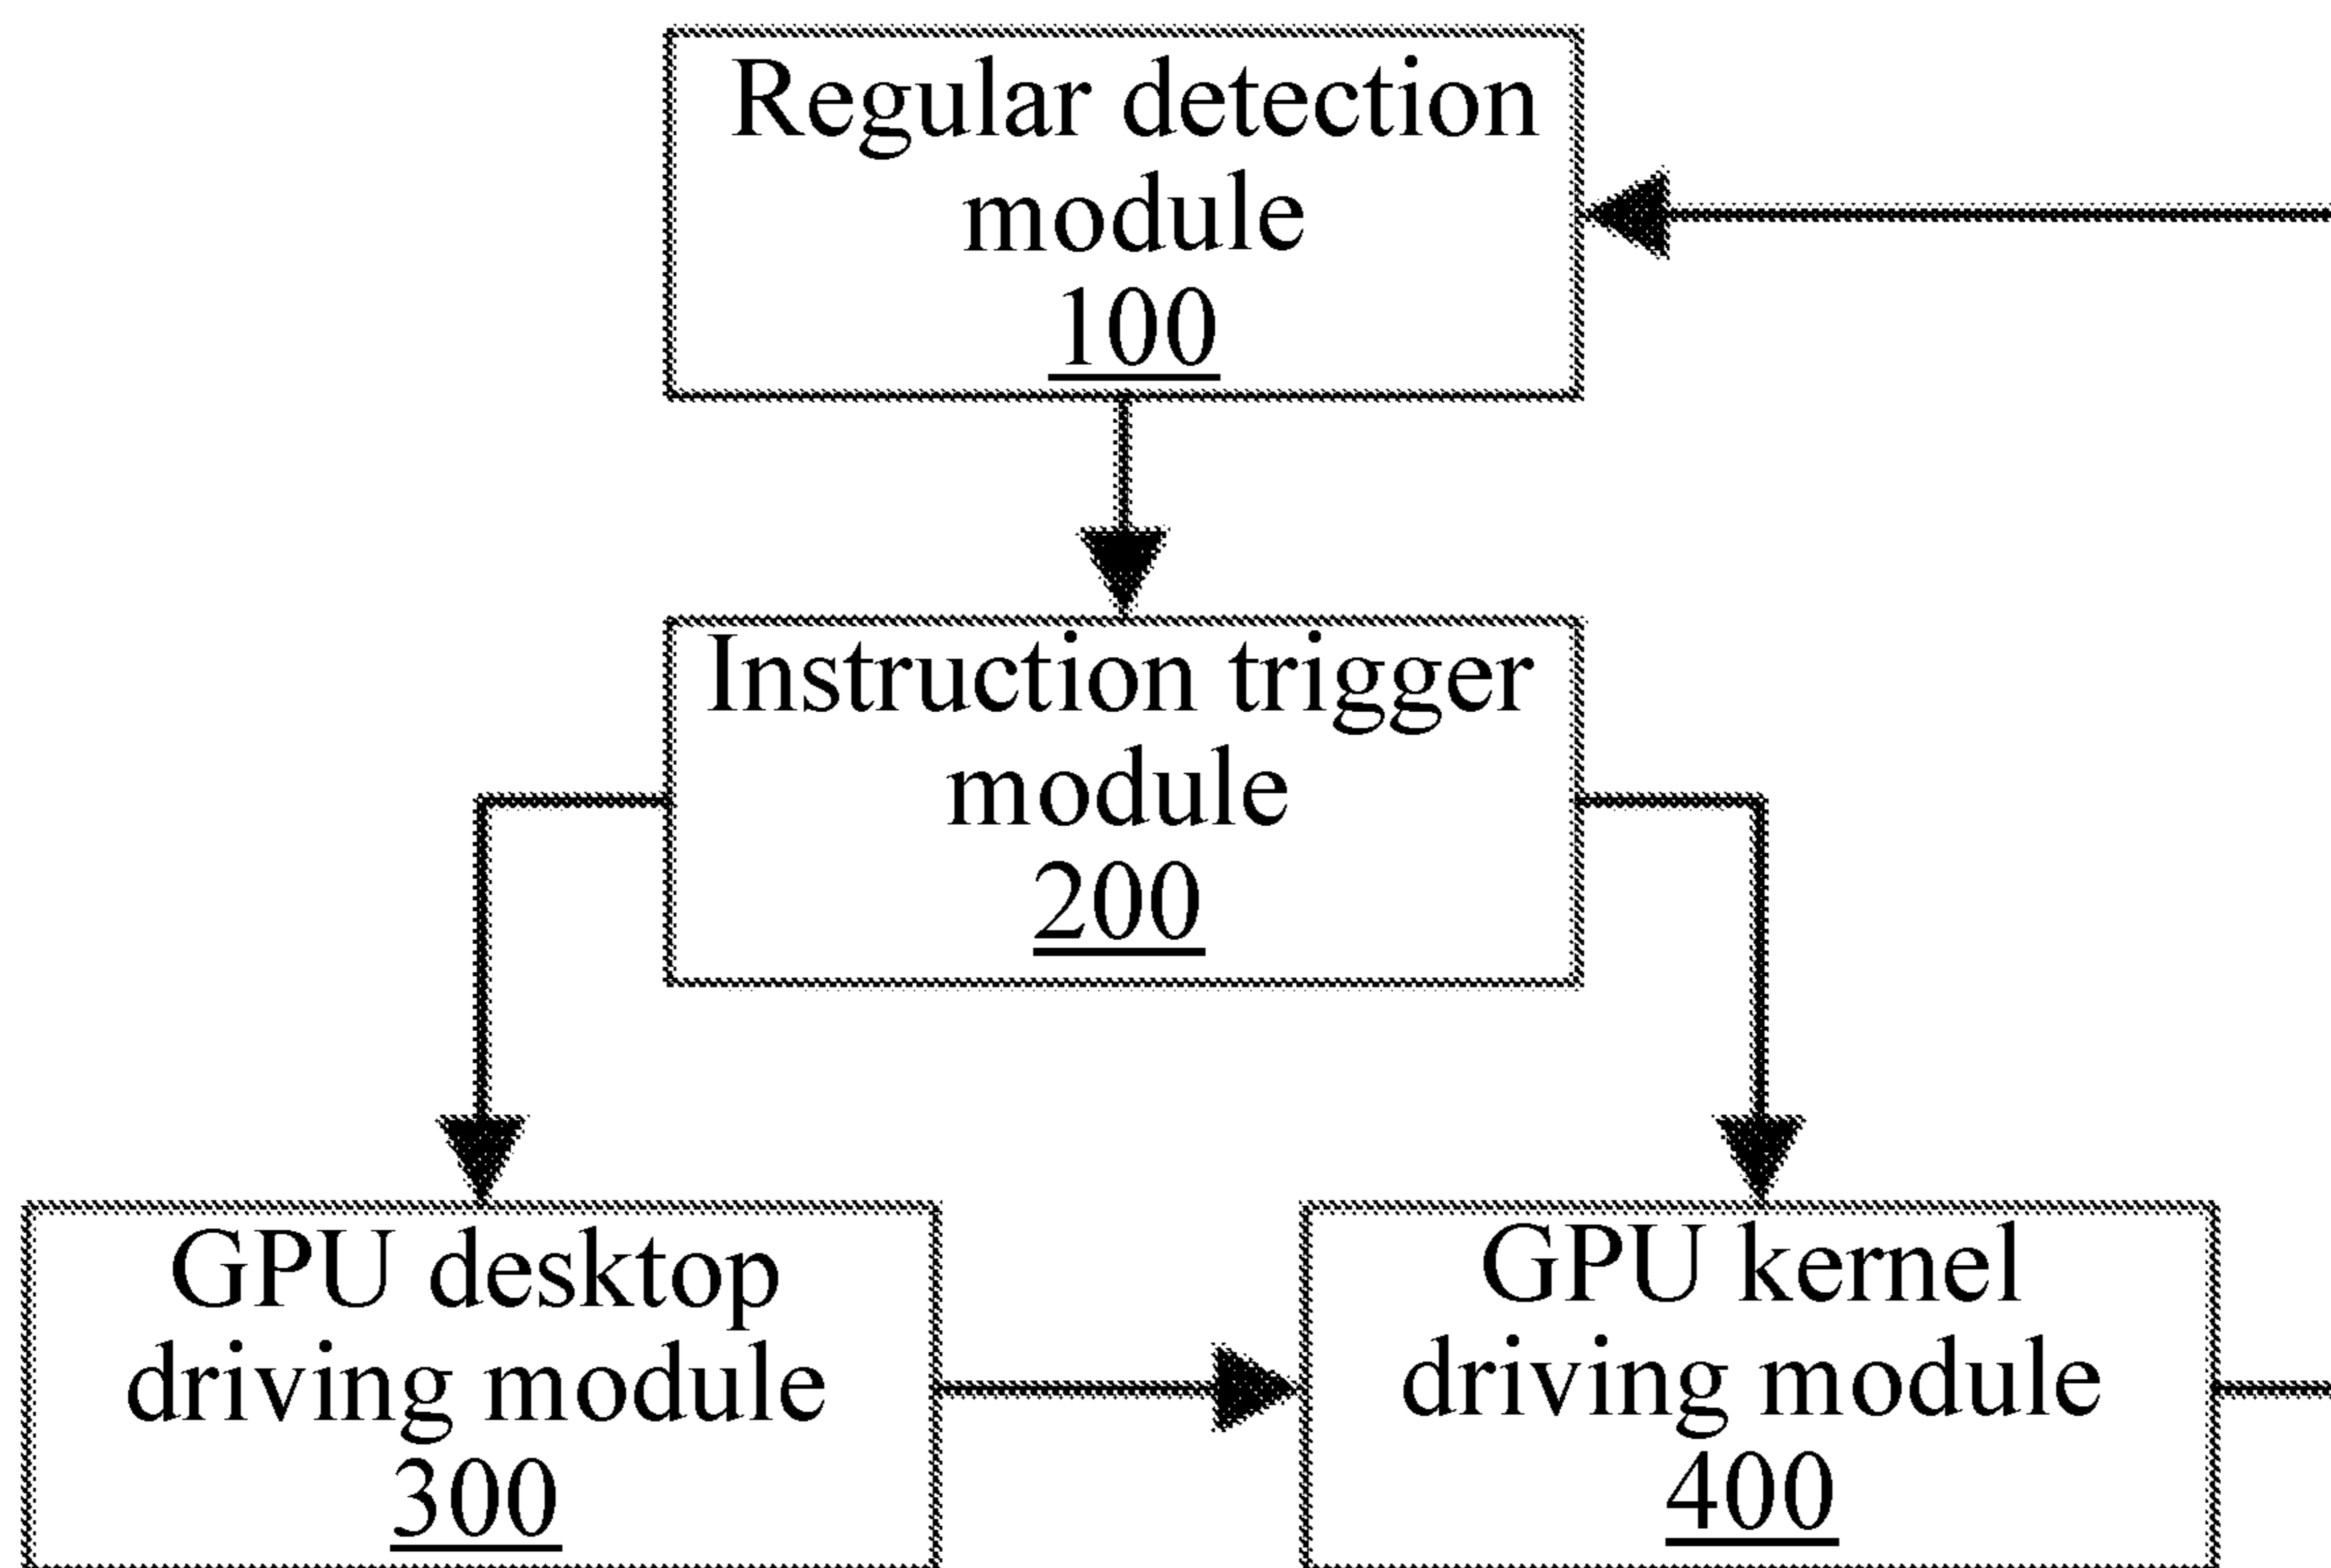 Regular detection
module
100
Instruction trigger
module
200
GPU desktop
driving module
300
GPU kernel
driving module
400